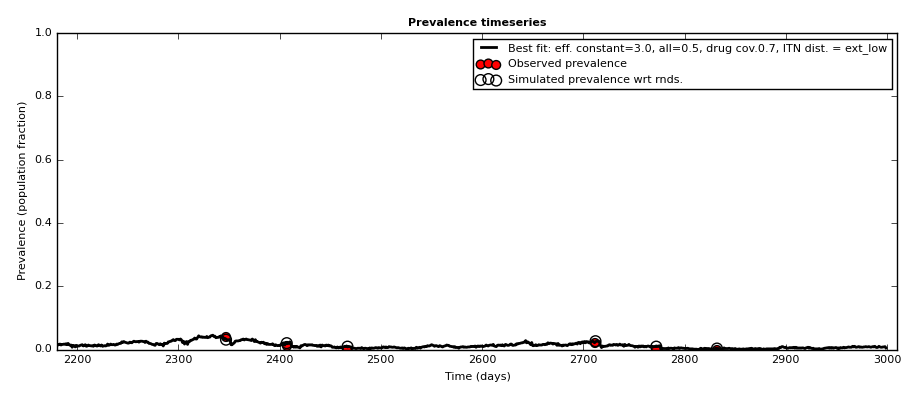 Prevalence timeseries
1.0
0.8
0.6
0.4
0.2
0.0
Prevalence (population fraction)
Best fit: eff. constant=3.0, all=0.5, drug cov.0.7, ITN dist. = ext_low
Observed prevalence
Simulated prevalence wrt rnds.
2200 2300 2400 2500 2600 2700 2800 2900 3000
Time (days)